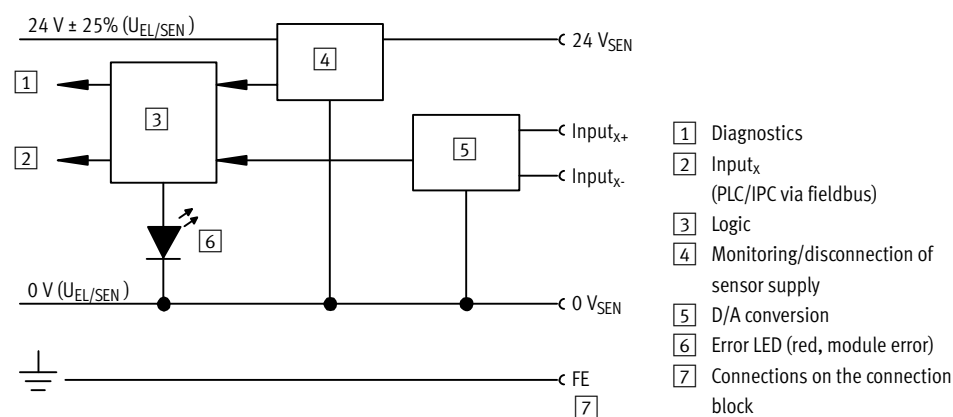 24 V ± 25% (U_EL/SEN)
4
24 V_SEN
1
3
2
5
Input_x+
Input_x-
6
0 V (U_EL/SEN)
0 V_SEN
FE
7
1 Diagnostics
2 Input_x
(PLC/IPC via fieldbus)
3 Logic
4 Monitoring/disconnection of
sensor supply
5 D/A conversion
6 Error LED (red, module error)
7 Connections on the connection
block